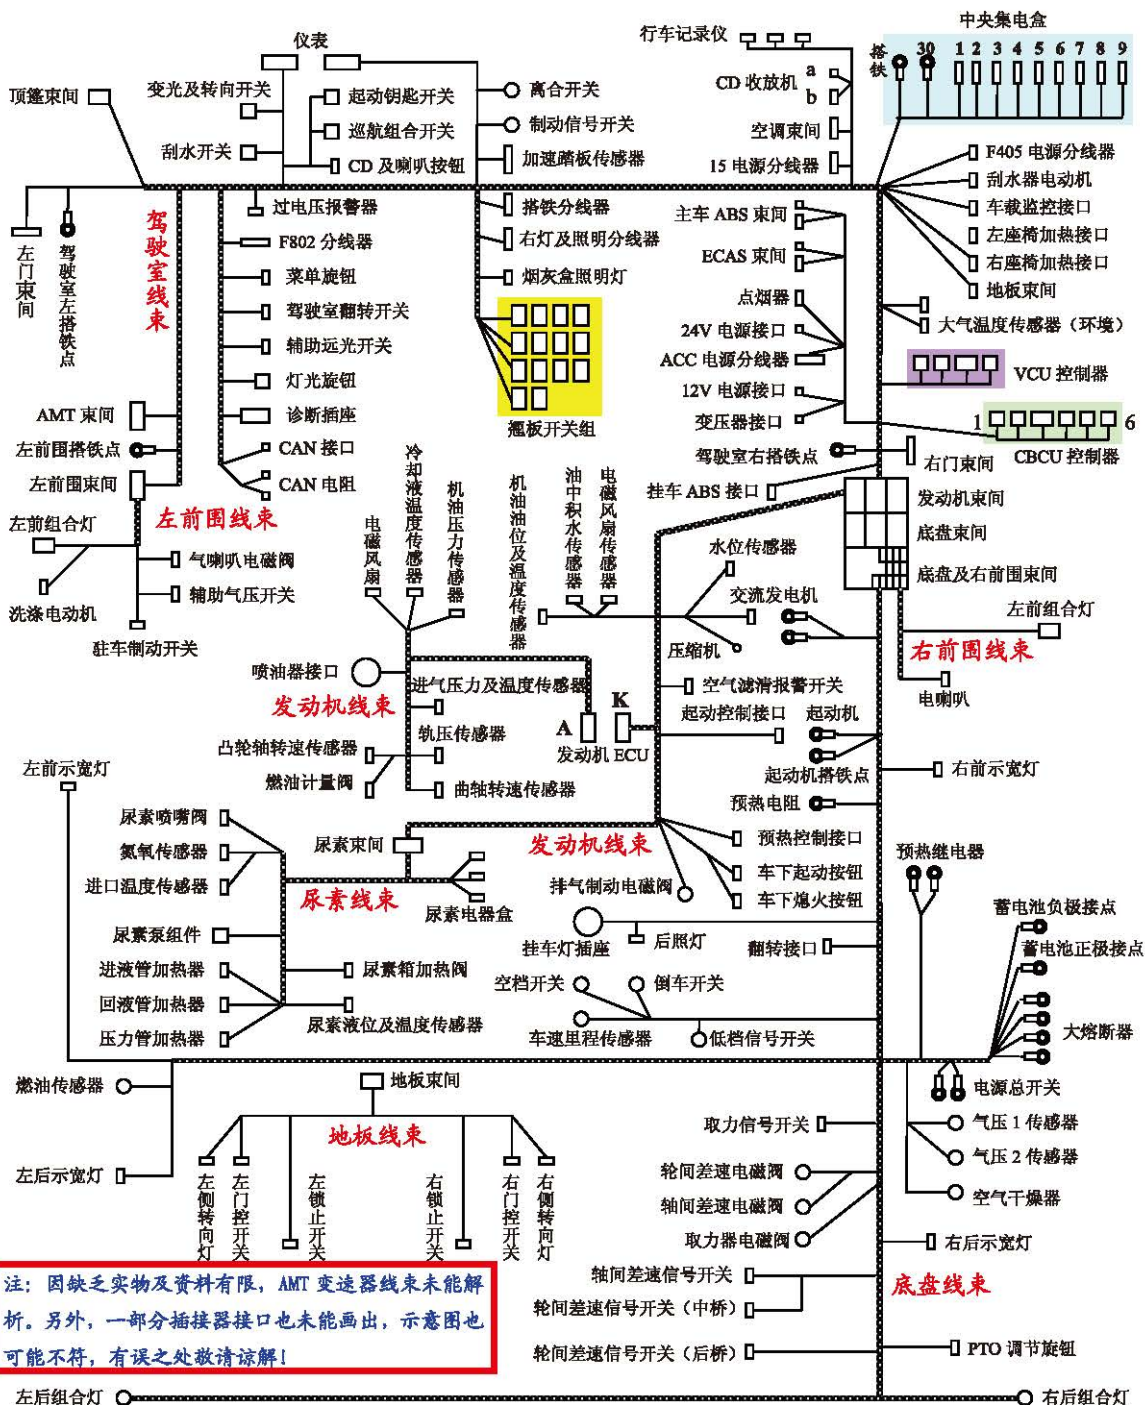 中央集电盒
仪表
行车记录仪
搭铁
30 1 2 3 4 5 6 7 8 9
CD 收放机
a
b
顶篷束间
变光及转向开关
起动钥匙开关
离合开关
巡航组合开关
制动信号开关
空调束间
刮水开关
CD 及喇叭按钮
加速踏板传感器
15 电源分线器
F405 电源分线器
刮水器电动机
车载监控接口
左座椅加热接口
右座椅加热接口
地板束间
大气温度传感器（环境）
左门束间
驾驶室左搭铁点
驾驶室线束
过电压报警器
F802 分线器
菜单旋钮
驾驶室翻转开关
辅助远光开关
灯光旋钮
诊断插座
CAN 接口
CAN 电阻
搭铁分线器
右灯及照明分线器
烟灰盒照明灯
翘板开关组
主车 ABS 束间
ECAS 束间
点烟器
24V 电源接口
ACC 电源分线器
12V 电源接口
变压器接口
VCU 控制器
1
6
CBCU 控制器
驾驶室右搭铁点
右门束间
挂车 ABS 接口
发动机束间
底盘束间
底盘及右前围束间
AMT 束间
左前围搭铁点
左前围束间
左前围线束
左前组合灯
洗涤电动机
气喇叭电磁阀
辅助气压开关
驻车制动开关
电磁风扇
冷却液温度传感器
机油压力传感器
机油油位及温度传感器
油中积水传感器
电磁风扇传感器
水位传感器
交流发电机
压缩机
左前组合灯
右前围线束
电喇叭
喷油器接口
发动机线束
进气压力及温度传感器
凸轮轴转速传感器
轨压传感器
燃油计量阀
曲轴转速传感器
A
K
发动机 ECU
空气滤清报警开关
起动控制接口
起动机
起动机搭铁点
右前示宽灯
左前示宽灯
预热电阻
尿素喷嘴阀
氮氧传感器
进口温度传感器
尿素束间
发动机线束
尿素线束
尿素电器盒
预热控制接口
车下起动按钮
车下熄火按钮
排气制动电磁阀
预热继电器
蓄电池负极接点
蓄电池正极接点
大熔断器
电源总开关
尿素泵组件
进液管加热器
回液管加热器
压力管加热器
尿素箱加热阀
尿素液位及温度传感器
挂车灯插座
后照灯
翻转接口
空档开关
倒车开关
车速里程传感器
低档信号开关
燃油传感器
左后示宽灯
地板束间
地板线束
左侧转向灯
左门控开关
左锁止开关
右锁止开关
右门控开关
右侧转向灯
取力信号开关
轮间差速电磁阀
轴间差速电磁阀
取力器电磁阀
气压 1 传感器
气压 2 传感器
空气干燥器
右后示宽灯
轴间差速信号开关
底盘线束
轮间差速信号开关（中桥）
轮间差速信号开关（后桥）
PTO 调节旋钮
注：因缺乏实物及资料有限，AMT 变速器线束未能解
析。另外，一部分插接器接口也未能画出，示意图也
可能不符，有误之处敬请谅解！
左后组合灯
右后组合灯